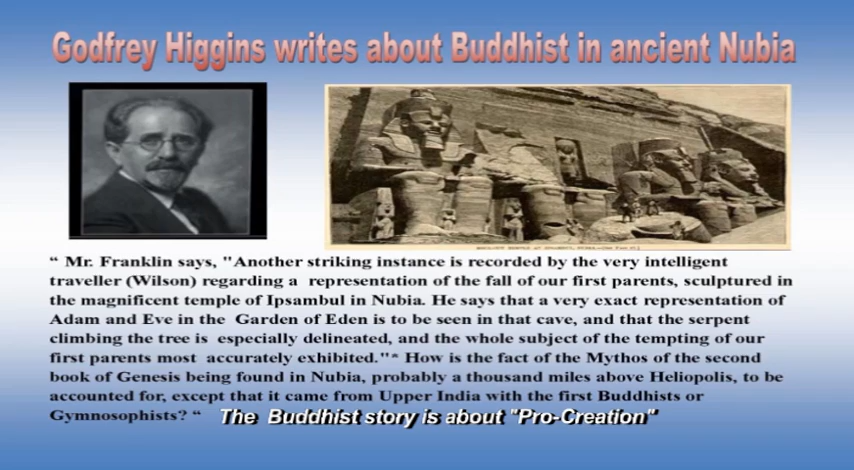 Godfrey Higgins writes about Buddhist in ancient Nubia
“ Mr. Franklin says, "Another striking instance is recorded by the very intelligent
traveller (Wilson) regarding a representation of the fall of our first parents, sculptured in
the magnificent temple of Ipsambul in Nubia. He says that a very exact representation of
Adam and Eve in the Garden of Eden is to be seen in that cave, and that the serpent
climbing the tree is especially delineated, and the whole subject of the tempting of our
first parents most accurately exhibited."* How is the fact of the Mythos of the second
book of Genesis being found in Nubia, probably a thousand miles above Heliopolis, to be
accounted for, except that it came from Upper India with the first Buddhists or
Gymnosophists? “
The Buddhist story is about "Pro-Creation"